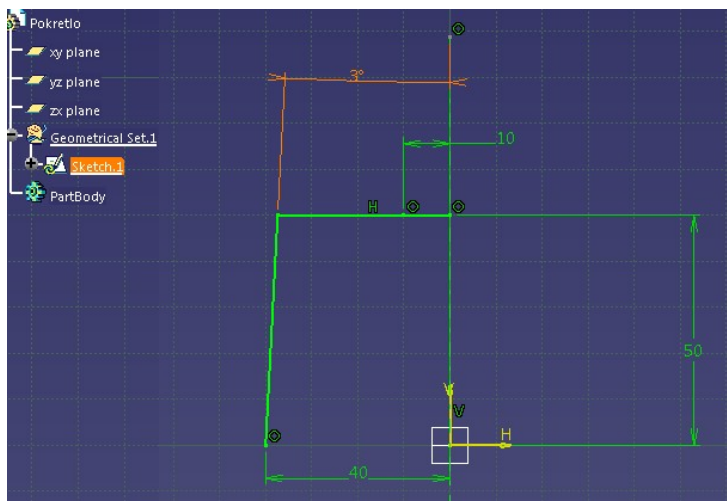 Pokretlo
xy plane
yz plane
zx plane
Geometrical Set.1
Sketch.1
PartBody
3°
10
H
50
V
V
H
40